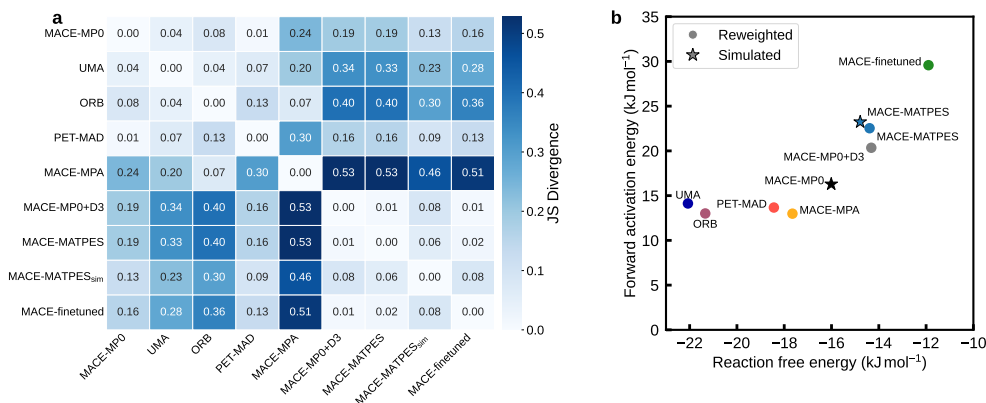 a
MACE-MP0 0.00 0.04 0.08 0.01 0.24 0.19 0.19 0.13 0.16
UMA 0.04 0.00 0.04 0.07 0.20 0.34 0.33 0.23 0.28
ORB 0.08 0.04 0.00 0.13 0.07 0.40 0.40 0.30 0.36
PET-MAD 0.01 0.07 0.13 0.00 0.30 0.16 0.16 0.09 0.13
MACE-MPA 0.24 0.20 0.07 0.30 0.00 0.53 0.53 0.46 0.51
MACE-MP0+D3 0.19 0.34 0.40 0.16 0.53 0.00 0.01 0.08 0.01
MACE-MATPES 0.19 0.33 0.40 0.16 0.53 0.01 0.00 0.06 0.02
MACE-MATPESsim 0.13 0.23 0.30 0.09 0.46 0.08 0.06 0.00 0.08
MACE-finetuned 0.16 0.28 0.36 0.13 0.51 0.01 0.02 0.08 0.00
MACE-MP0 UMA ORB PET-MAD MACE-MPA MACE-MP0+D3 MACE-MATPES MACE-MATPESsim MACE-finetuned
0.5
0.4
0.3
0.2
0.1
0.0
JS Divergence
b
Reweighted
Simulated
35
30
25
20
15
10
5
0
Forward activation energy (kJ mol−1)
MACE-finetuned
MACE-MATPES
MACE-MATPES
MACE-MP0+D3
MACE-MP0
UMA
PET-MAD
MACE-MPA
ORB
−22 −20 −18 −16 −14 −12 −10
Reaction free energy (kJ mol−1)